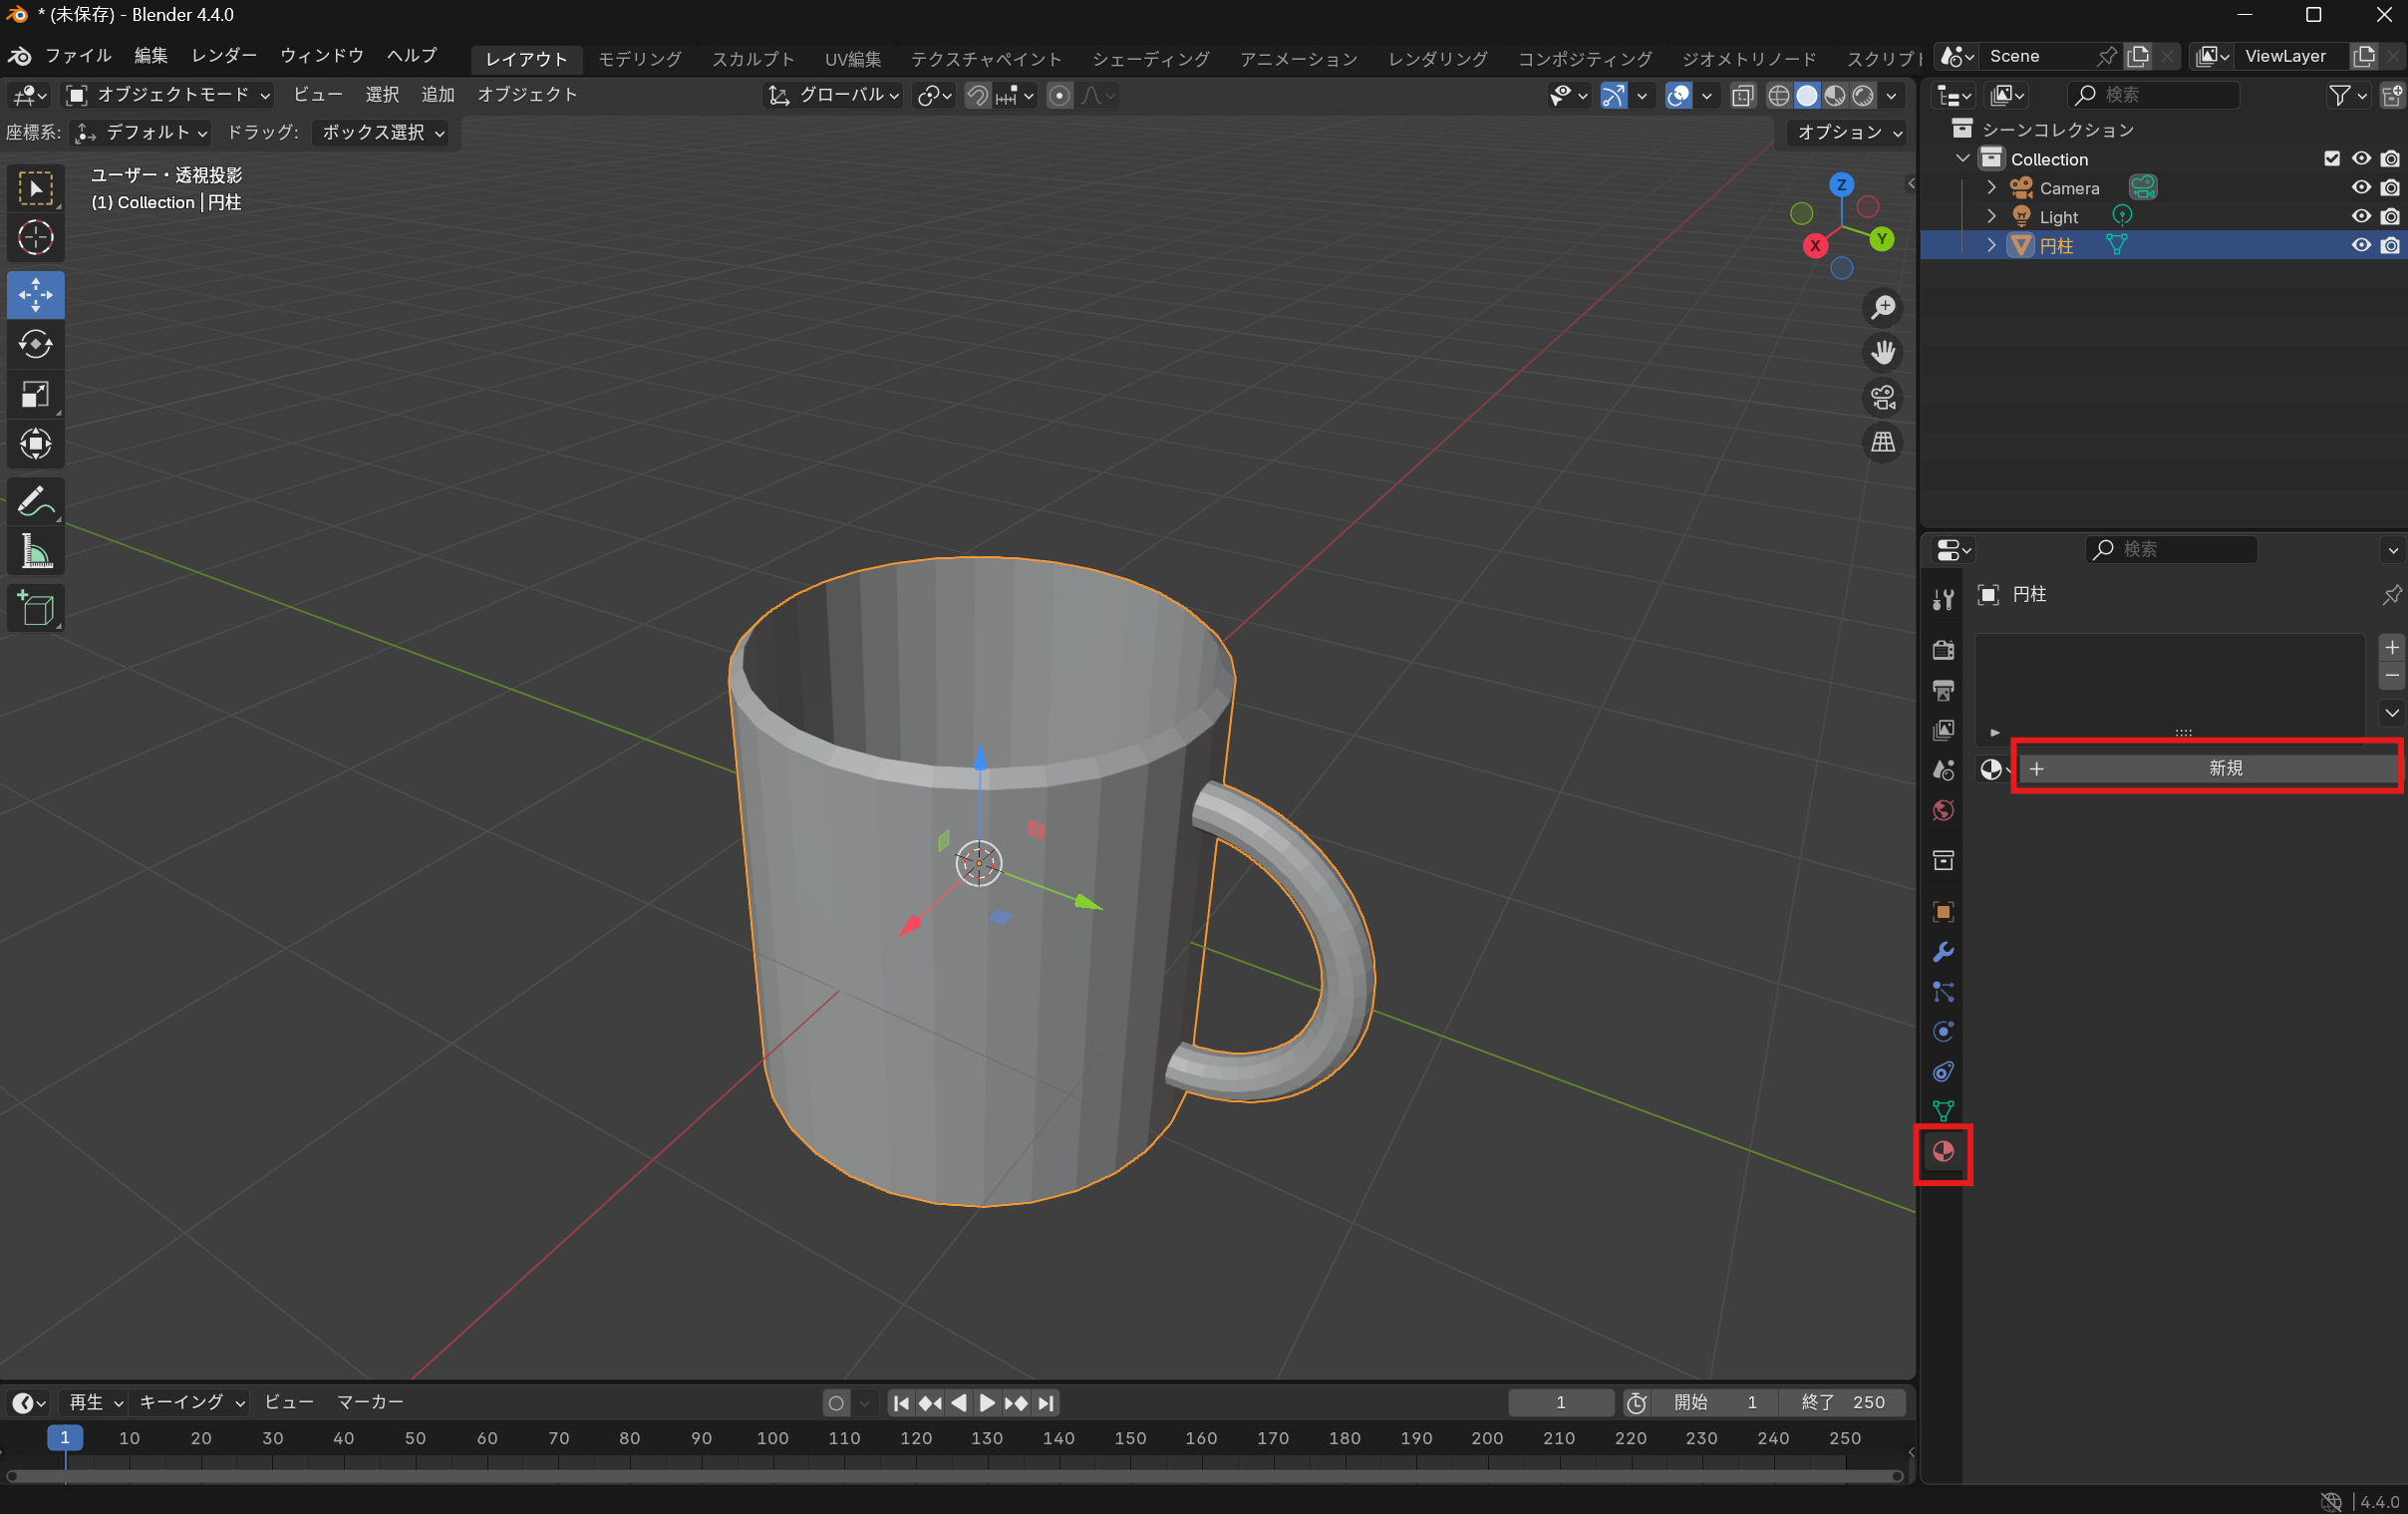 * (未保存) - Blender 4.4.0
ファイル 編集 レンダー ウィンドウ ヘルプ レイアウト モデリング スカルプト UV編集 テクスチャペイント シェーディング アニメーション レンダリング コンポジティング ジオメトリノード スクリプト Scene ViewLayer
オブジェクトモード ビュー 選択 追加 オブジェクト グローバル 検索
座標系: デフォルト ドラッグ: ボックス選択 オプション
シーンコレクション
Collection
Camera
Light
円柱
ユーザー・透視投影
(1) Collection | 円柱
Z
Y
X
検索
円柱
新規
再生 キーイング ビュー マーカー 1 開始 1 終了 250
1 10 20 30 40 50 60 70 80 90 100 110 120 130 140 150 160 170 180 190 200 210 220 230 240 250
4.4.0